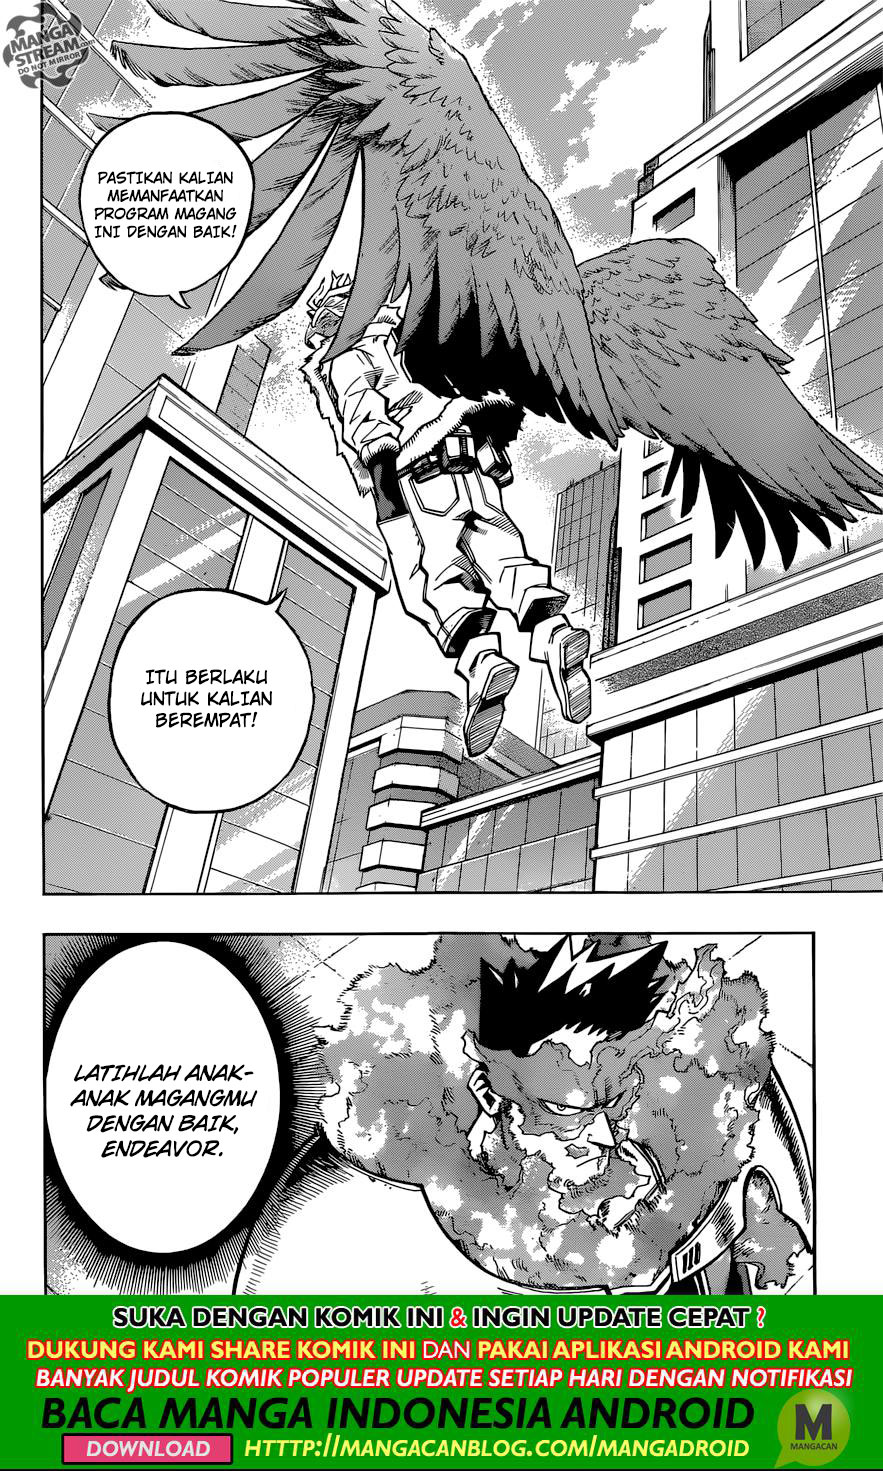 MANGA
STREAM.com
DO NOT MIRROR
PASTIKAN KALIAN
MEMANFAATKAN
PROGRAM MAGANG
INI DENGAN BAIK!
ITU BERLAKU
UNTUK KALIAN
BEREMPAT!
LATIHLAH ANAK-
ANAK MAGANGMU
DENGAN BAIK,
ENDEAVOR.
SUKA DENGAN KOMIK INI & INGIN UPDATE CEPAT ?
DUKUNG KAMI SHARE KOMIK INI DAN PAKAI APLIKASI ANDROID KAMI
BANYAK JUDUL KOMIK POPULER UPDATE SETIAP HARI DENGAN NOTIFIKASI
BACA MANGA INDONESIA ANDROID
M
MANGACAN
DOWNLOAD HTTTP://MANGACANBLOG.COM/MANGADROID